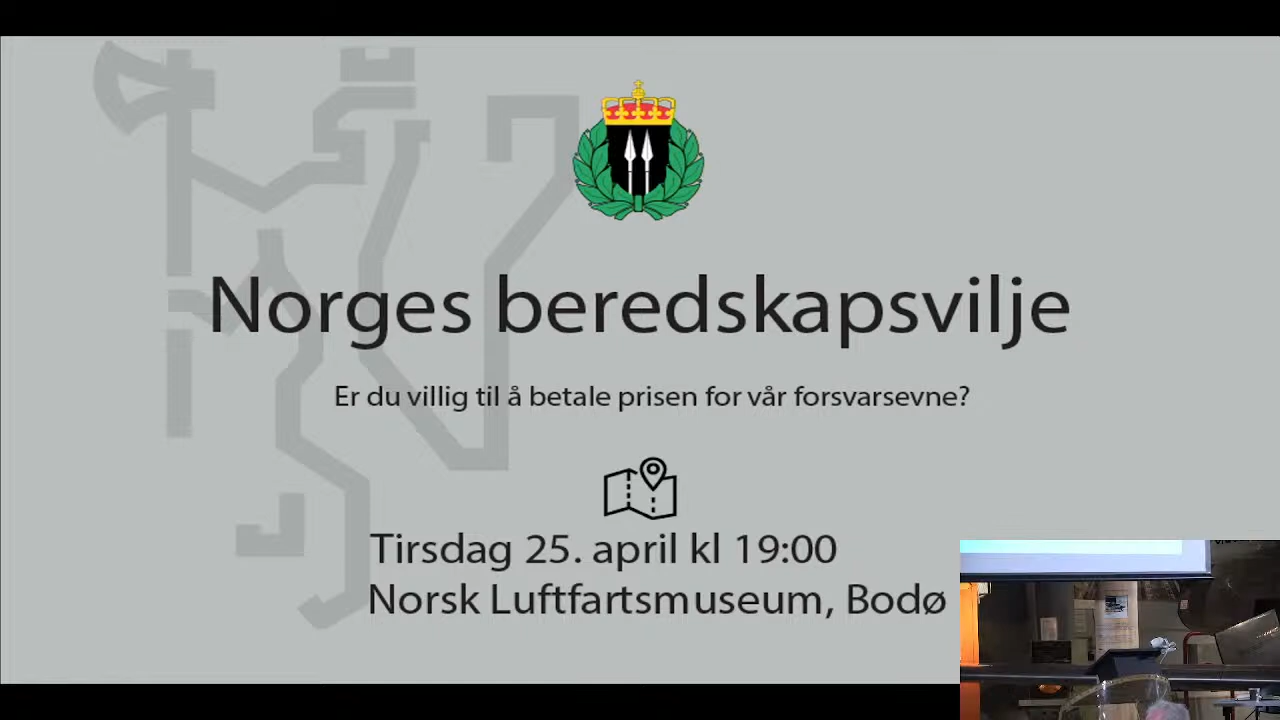 Norges beredskapsvilje
Er du villig til å betale prisen for vår forsvarsevne?
Tirsdag 25. april kl 19:00
Norsk Luftfartsmuseum, Bodø